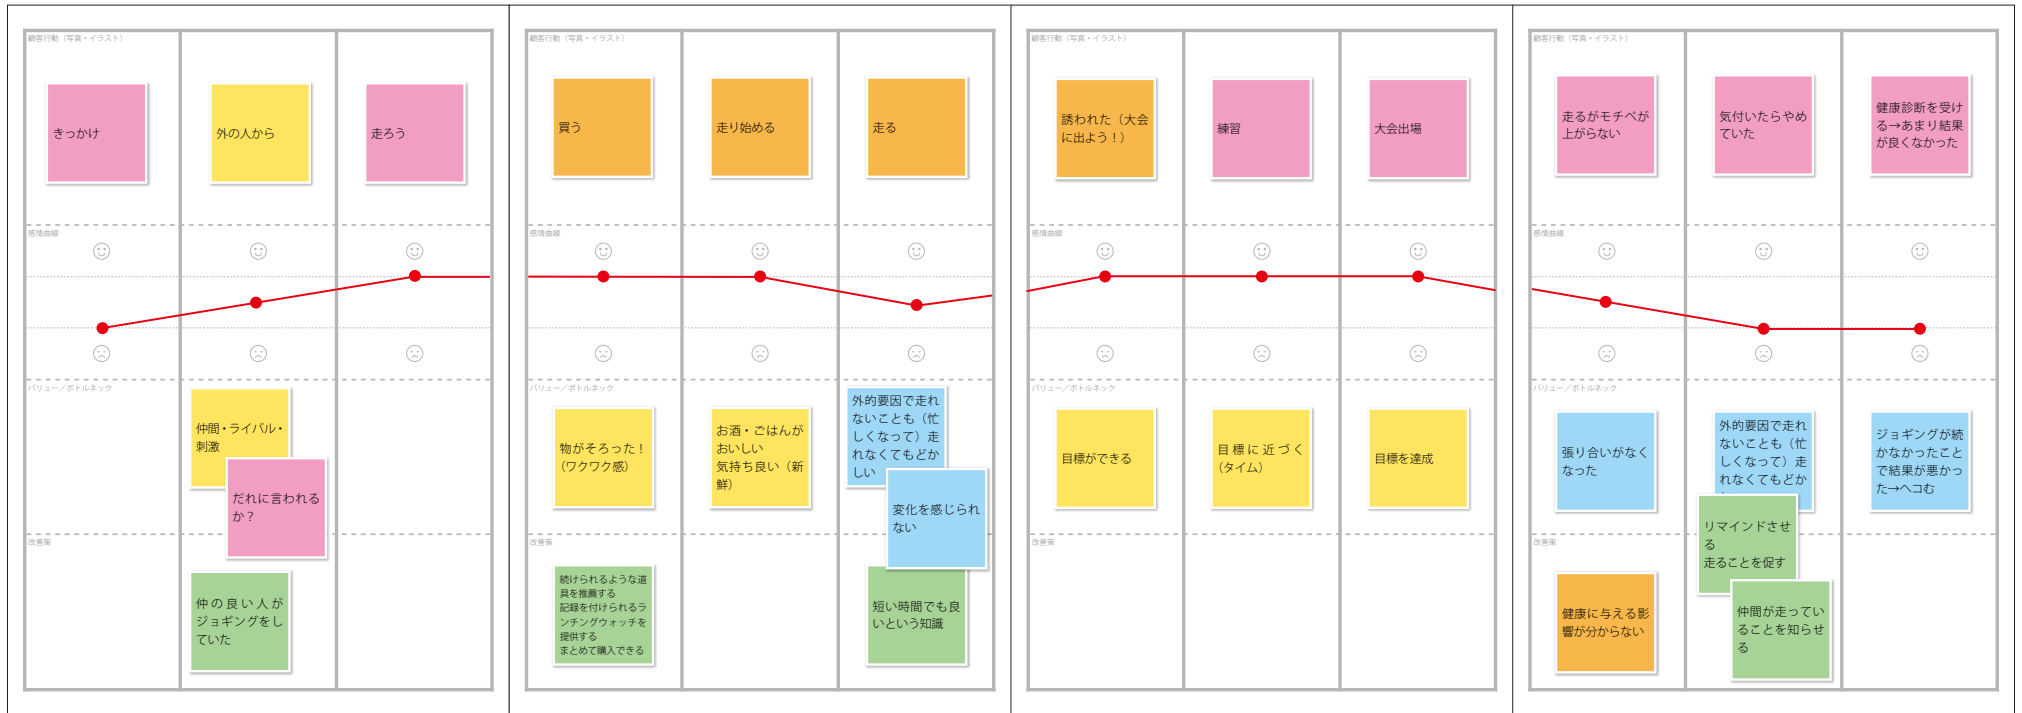 顧客行動（写真・イラスト）
きっかけ
外の人から
走ろう
感情曲線
バリュー／ボトルネック
仲間・ライバル・
刺激
だれに言われる
か？
改善策
仲の良い人が
ジョギングをし
ていた
顧客行動（写真・イラスト）
買う
走り始める
走る
感情曲線
バリュー／ボトルネック
物がそろった！
（ワクワク感）
お酒・ごはんが
おいしい
気持ち良い（新
鮮）
外的要因で走れ
ないことも（忙
しくなって）走
れなくてもどか
しい
変化を感じられ
ない
改善策
続けられるような道
具を推薦する
記録を付けられるラ
ンチングウォッチを
提供する
まとめて購入できる
短い時間でも良
いという知識
顧客行動（写真・イラスト）
誘われた（大会
に出よう！）
練習
大会出場
感情曲線
バリュー／ボトルネック
目標ができる
目標に近づく
（タイム）
目標を達成
改善策
顧客行動（写真・イラスト）
走るがモチベが
上がらない
気付いたらやめ
ていた
健康診断を受け
る→あまり結果
が良くなかった
感情曲線
バリュー／ボトルネック
張り合いがなく
なった
外的要因で走れ
ないことも（忙
しくなって）走
れなくてもどか
ジョギングが続
かなかったこと
で結果が悪かっ
た→ヘコむ
改善策
健康に与える影
響が分からない
リマインドさせ
る
走ることを促す
仲間が走ってい
ることを知らせ
る